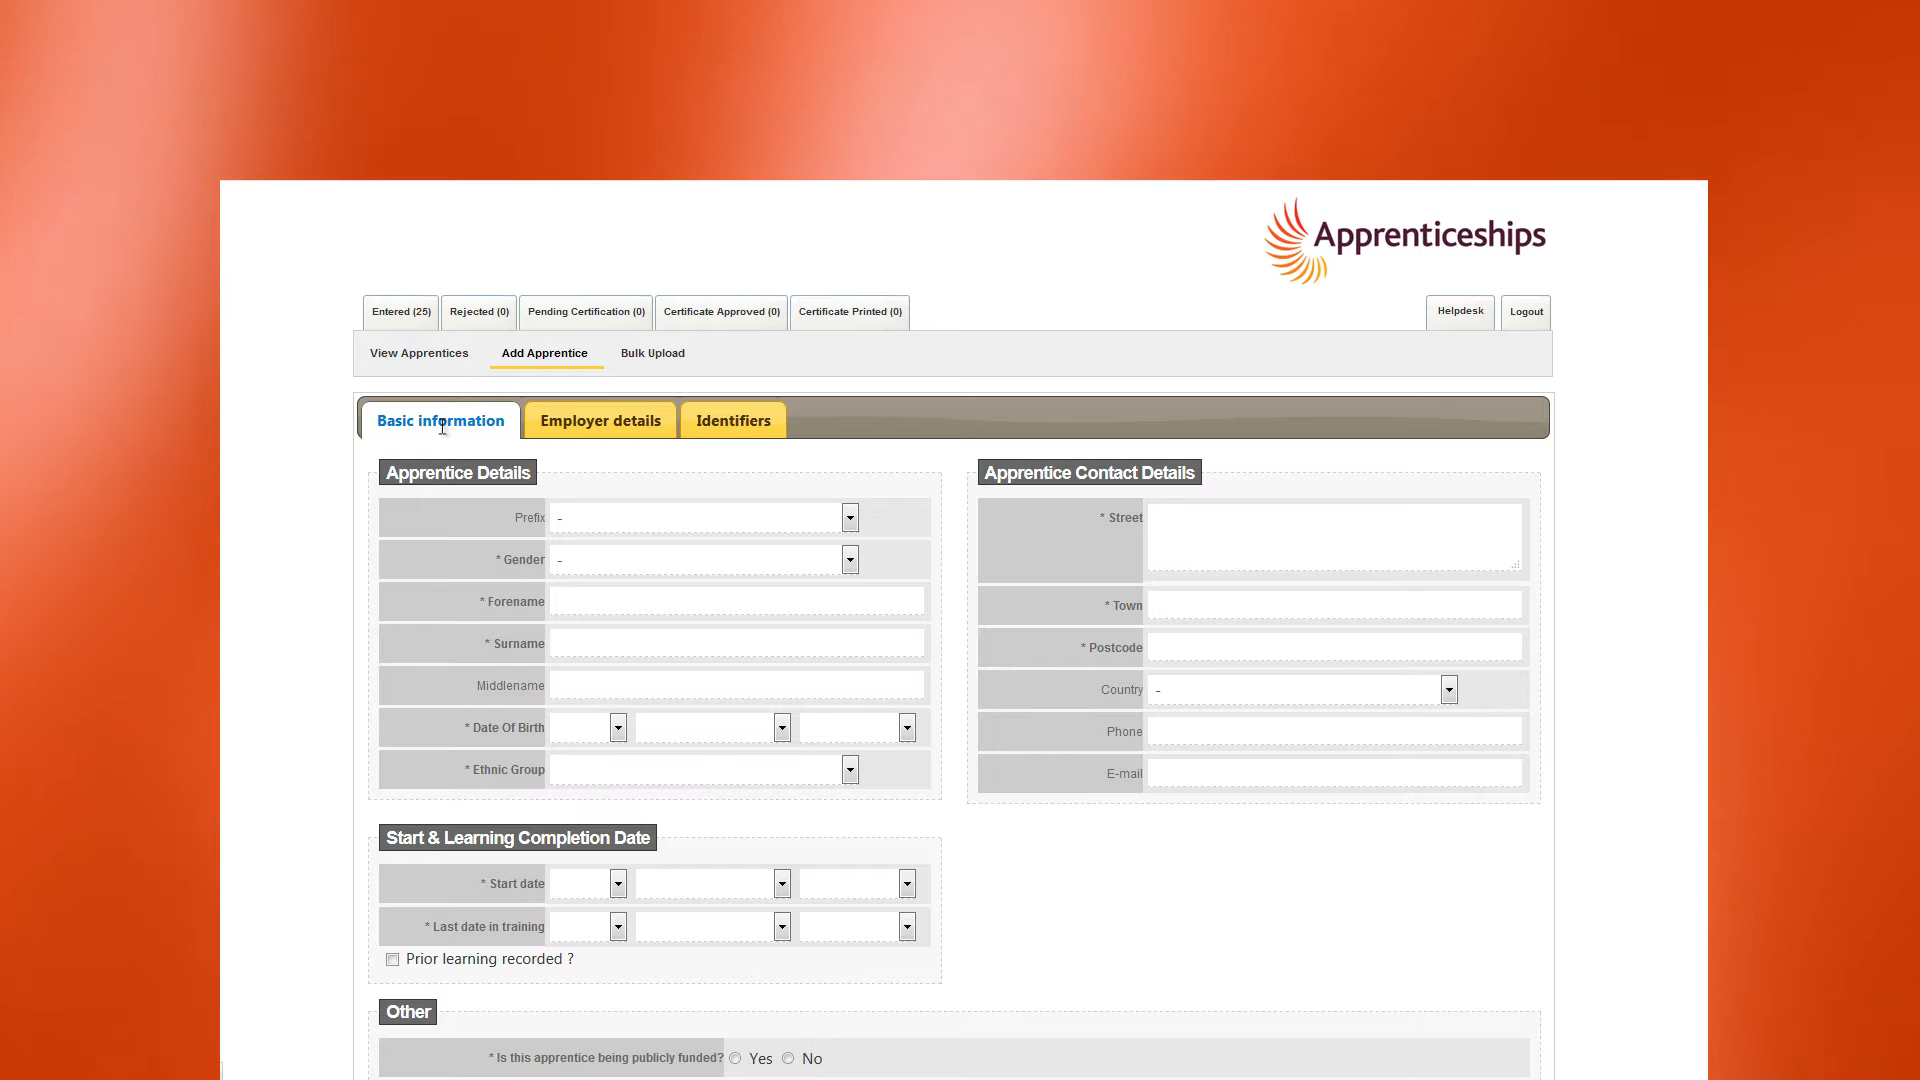 Apprenticeships
Entered (25) Rejected (0) Pending Certification (0) Certificate Approved (0) Certificate Printed (0) Helpdesk Logout
View Apprentices Add Apprentice Bulk Upload
Basic information Employer details Identifiers
Apprentice Details
Prefix -
* Gender -
* Forename
* Surname
Middlename
* Date Of Birth
* Ethnic Group
Apprentice Contact Details
* Street
* Town
* Postcode
Country -
Phone
E-mail
Start & Learning Completion Date
* Start date
* Last date in training
Prior learning recorded ?
Other
* Is this apprentice being publicly funded? Yes No